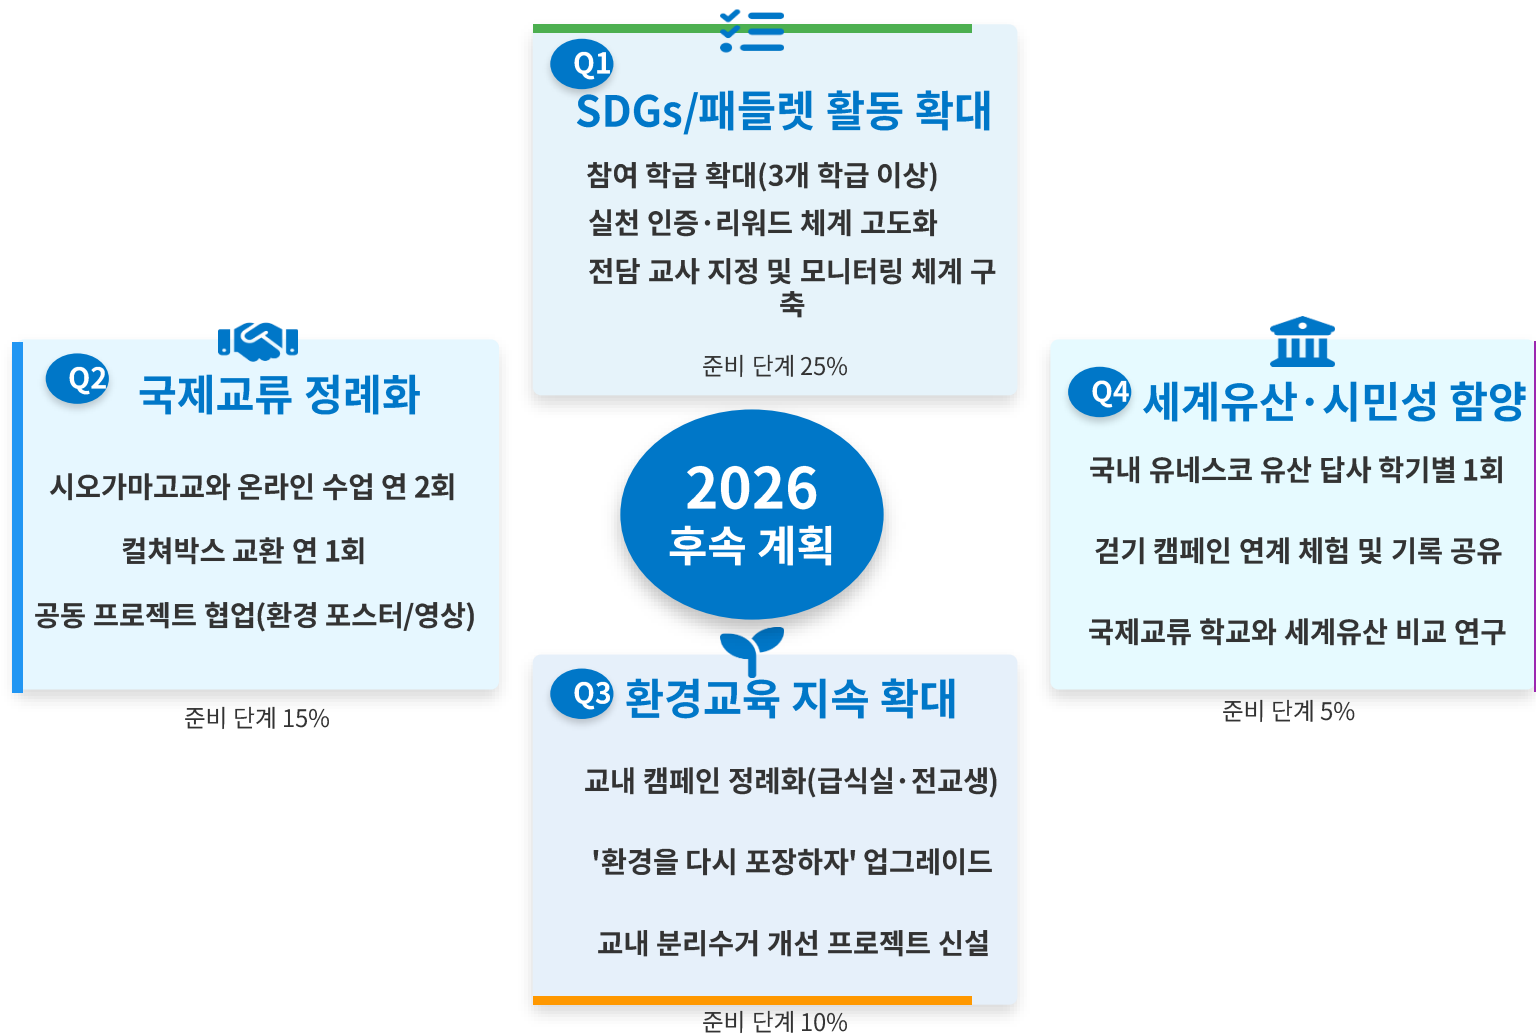 Q1
SDGs/패들렛 활동 확대
참여 학급 확대(3개 학급 이상)
실천 인증·리워드 체계 고도화
전담 교사 지정 및 모니터링 체계 구
축
준비 단계 25%
Q2
국제교류 정례화
시오가마고교와 온라인 수업 연 2회
컬쳐박스 교환 연 1회
공동 프로젝트 협업(환경 포스터/영상)
준비 단계 15%
2026
후속 계획
Q4
세계유산·시민성 함양
국내 유네스코 유산 답사 학기별 1회
걷기 캠페인 연계 체험 및 기록 공유
국제교류 학교와 세계유산 비교 연구
준비 단계 5%
Q3
환경교육 지속 확대
교내 캠페인 정례화(급식실·전교생)
'환경을 다시 포장하자' 업그레이드
교내 분리수거 개선 프로젝트 신설
준비 단계 10%